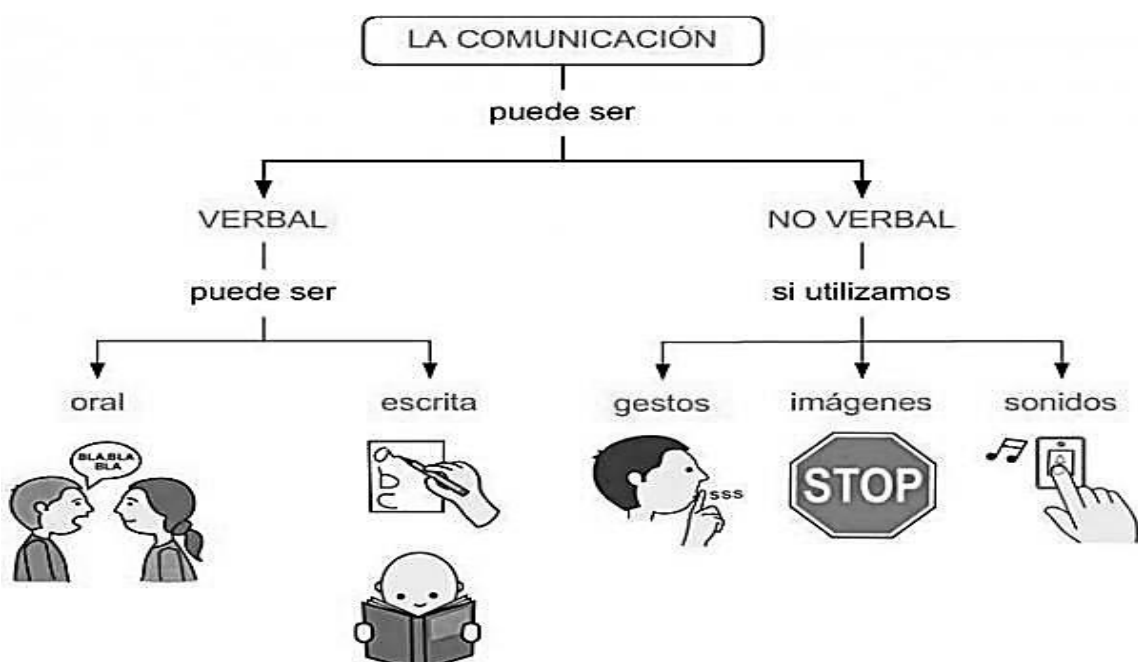 LA COMUNICACIÓN
puede ser
VERBAL
NO VERBAL
puede ser
si utilizamos
oral
escrita
gestos
imágenes
sonidos
BLA,BLA
BLA
sss
STOP